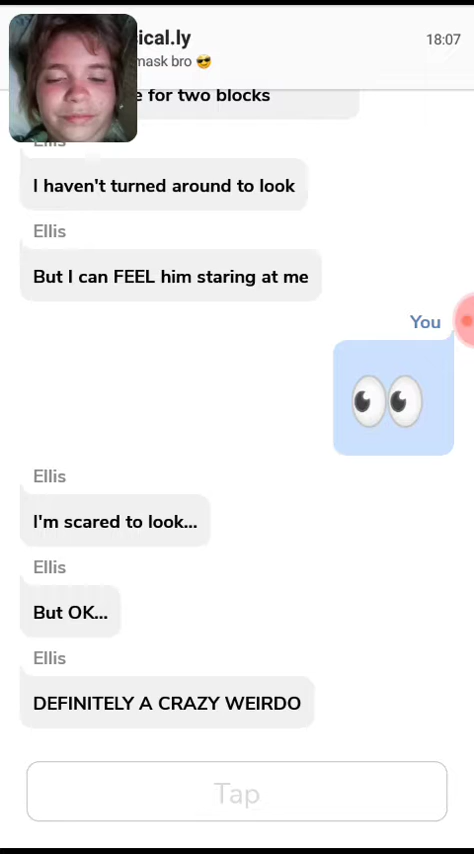 ical.ly
18:07
mask bro 😎
e for two blocks
Ellis
I haven't turned around to look
Ellis
But I can FEEL him staring at me
You
👀
Ellis
I'm scared to look...
Ellis
But OK...
Ellis
DEFINITELY A CRAZY WEIRDO
Tap